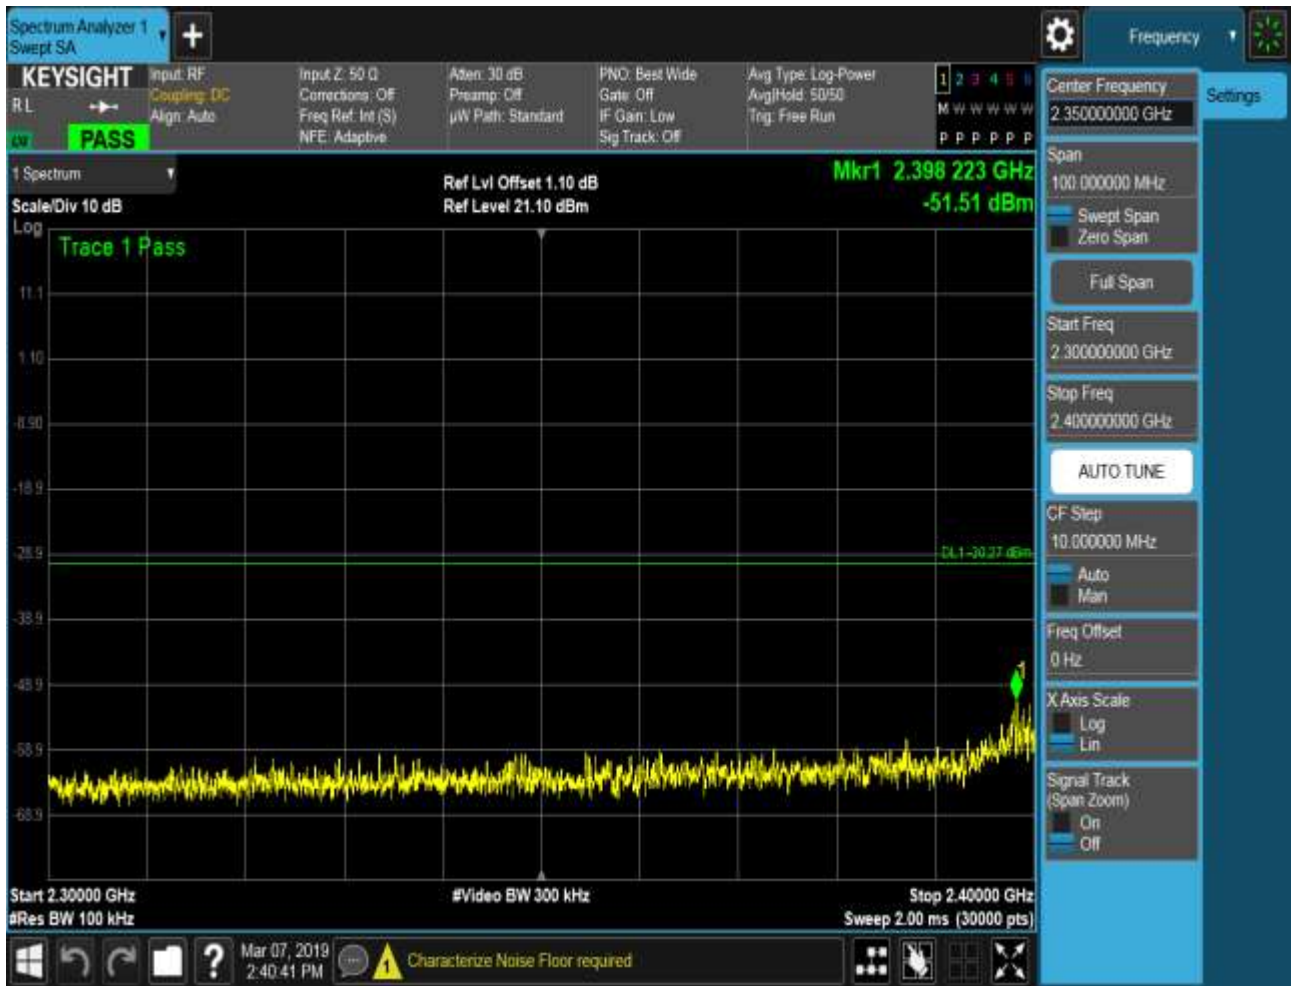 Spectrum Analyzer 1
Swept SA
Frequency
KEYSIGHT
R L
PASS
Input: RF
Coupling: DC
Align: Auto
Input Z: 50 Ω
Corrections: Off
Freq Ref: Int (S)
NFE: Adaptive
Atten: 30 dB
Preamp: Off
µW Path: Standard
PNO: Best Wide
Gate: Off
IF Gain: Low
Sig Track: Off
Avg Type: Log-Power
Avg|Hold: 50/50
Trig: Free Run
1 2 3 4 5 6
M W W W W W
P P P P P P
1 Spectrum
Scale/Div 10 dB
Ref Lvl Offset 1.10 dB
Ref Level 21.10 dBm
Mkr1 2.398 223 GHz
-51.51 dBm
Log
Trace 1 Pass
11.1
1.10
-8.90
-18.9
-28.9
DL1 -30.27 dBm
-38.9
-48.9
1
-58.9
-68.9
Start 2.30000 GHz
#Video BW 300 kHz
Stop 2.40000 GHz
#Res BW 100 kHz
Sweep 2.00 ms (30000 pts)
Center Frequency
2.350000000 GHz
Settings
Span
100.000000 MHz
Swept Span
Zero Span
Full Span
Start Freq
2.300000000 GHz
Stop Freq
2.400000000 GHz
AUTO TUNE
CF Step
10.000000 MHz
Auto
Man
Freq Offset
0 Hz
X Axis Scale
Log
Lin
Signal Track
(Span Zoom)
On
Off
?
Mar 07, 2019
2:40:41 PM
1
Characterize Noise Floor required